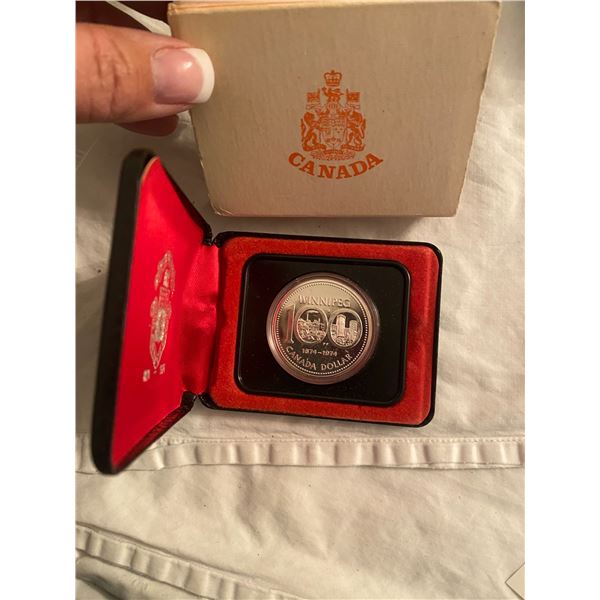 CANADA
WINNIPEG
100
1874-1974
CANADA DOLLAR